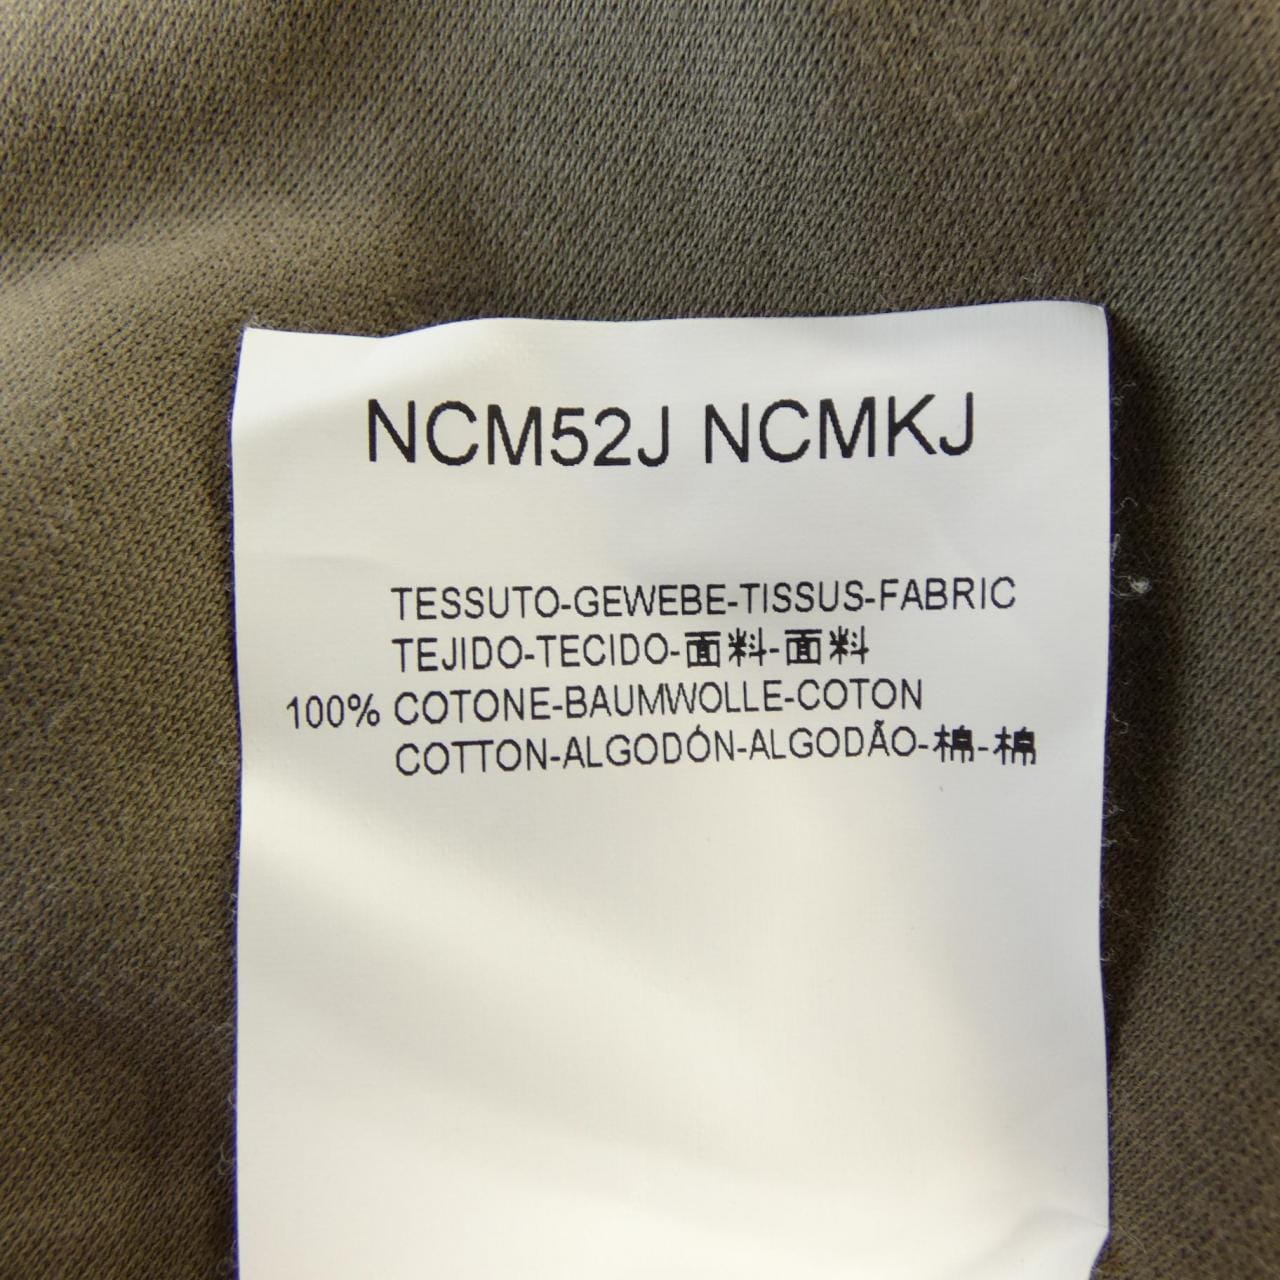 NCM52J NCMKJ
TESSUTO-GEWEBE-TISSUS-FABRIC
TEJIDO-TECIDO-面料-面料
100% COTONE-BAUMWOLLE-COTON
COTTON-ALGODÓN-ALGODÃO-棉-棉